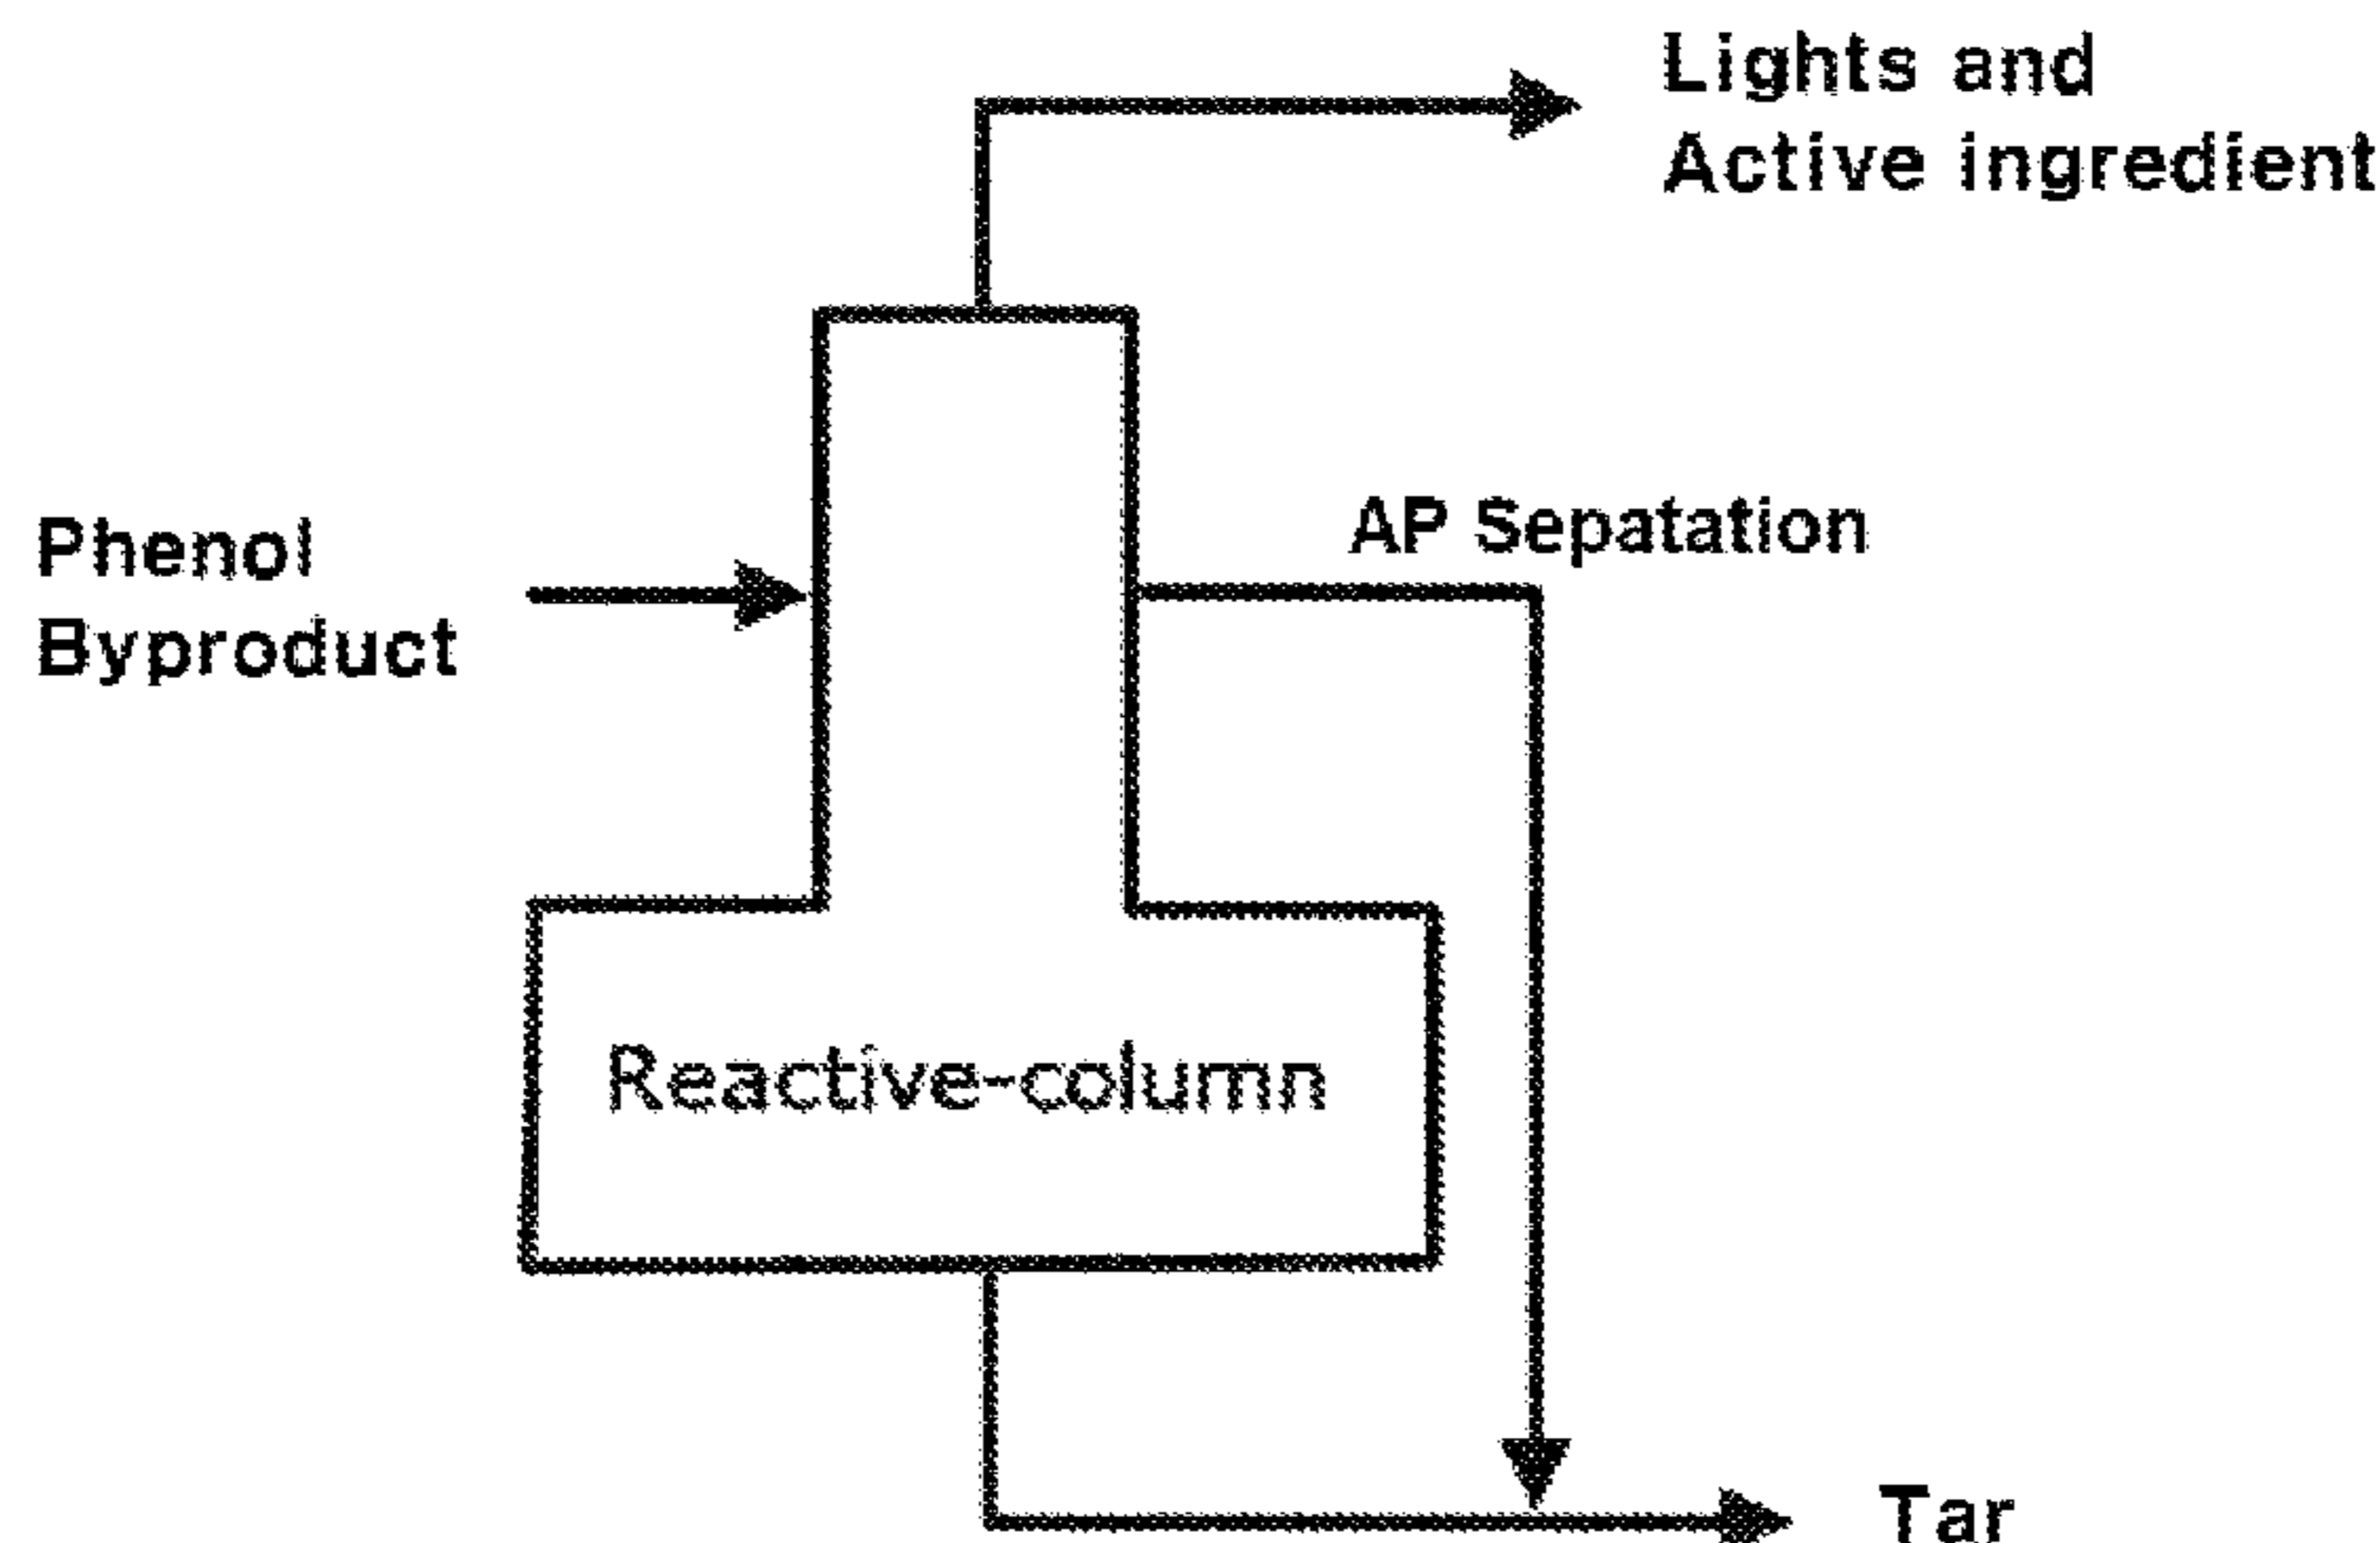 Lights and
Active ingredient
AP Sepatation
Phenol
Byproduct
Reactive-column
Tar